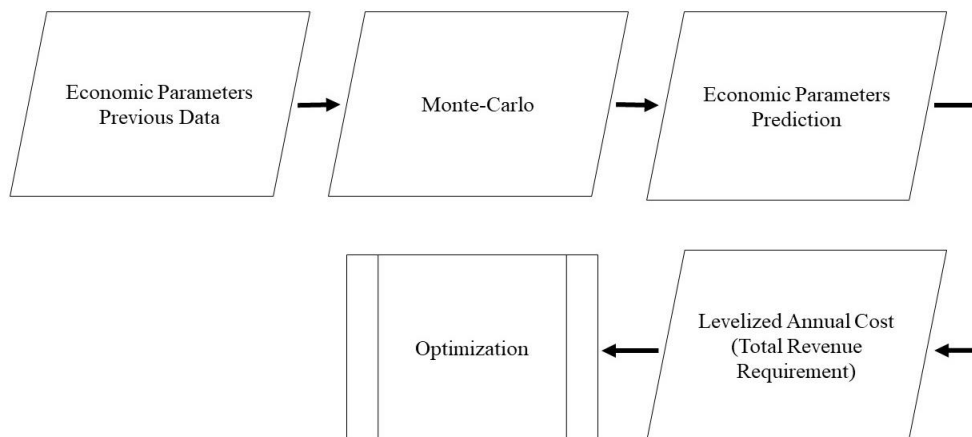 Economic Parameters
Previous Data
Monte-Carlo
Economic Parameters
Prediction
Levelized Annual Cost
(Total Revenue
Requirement)
Optimization